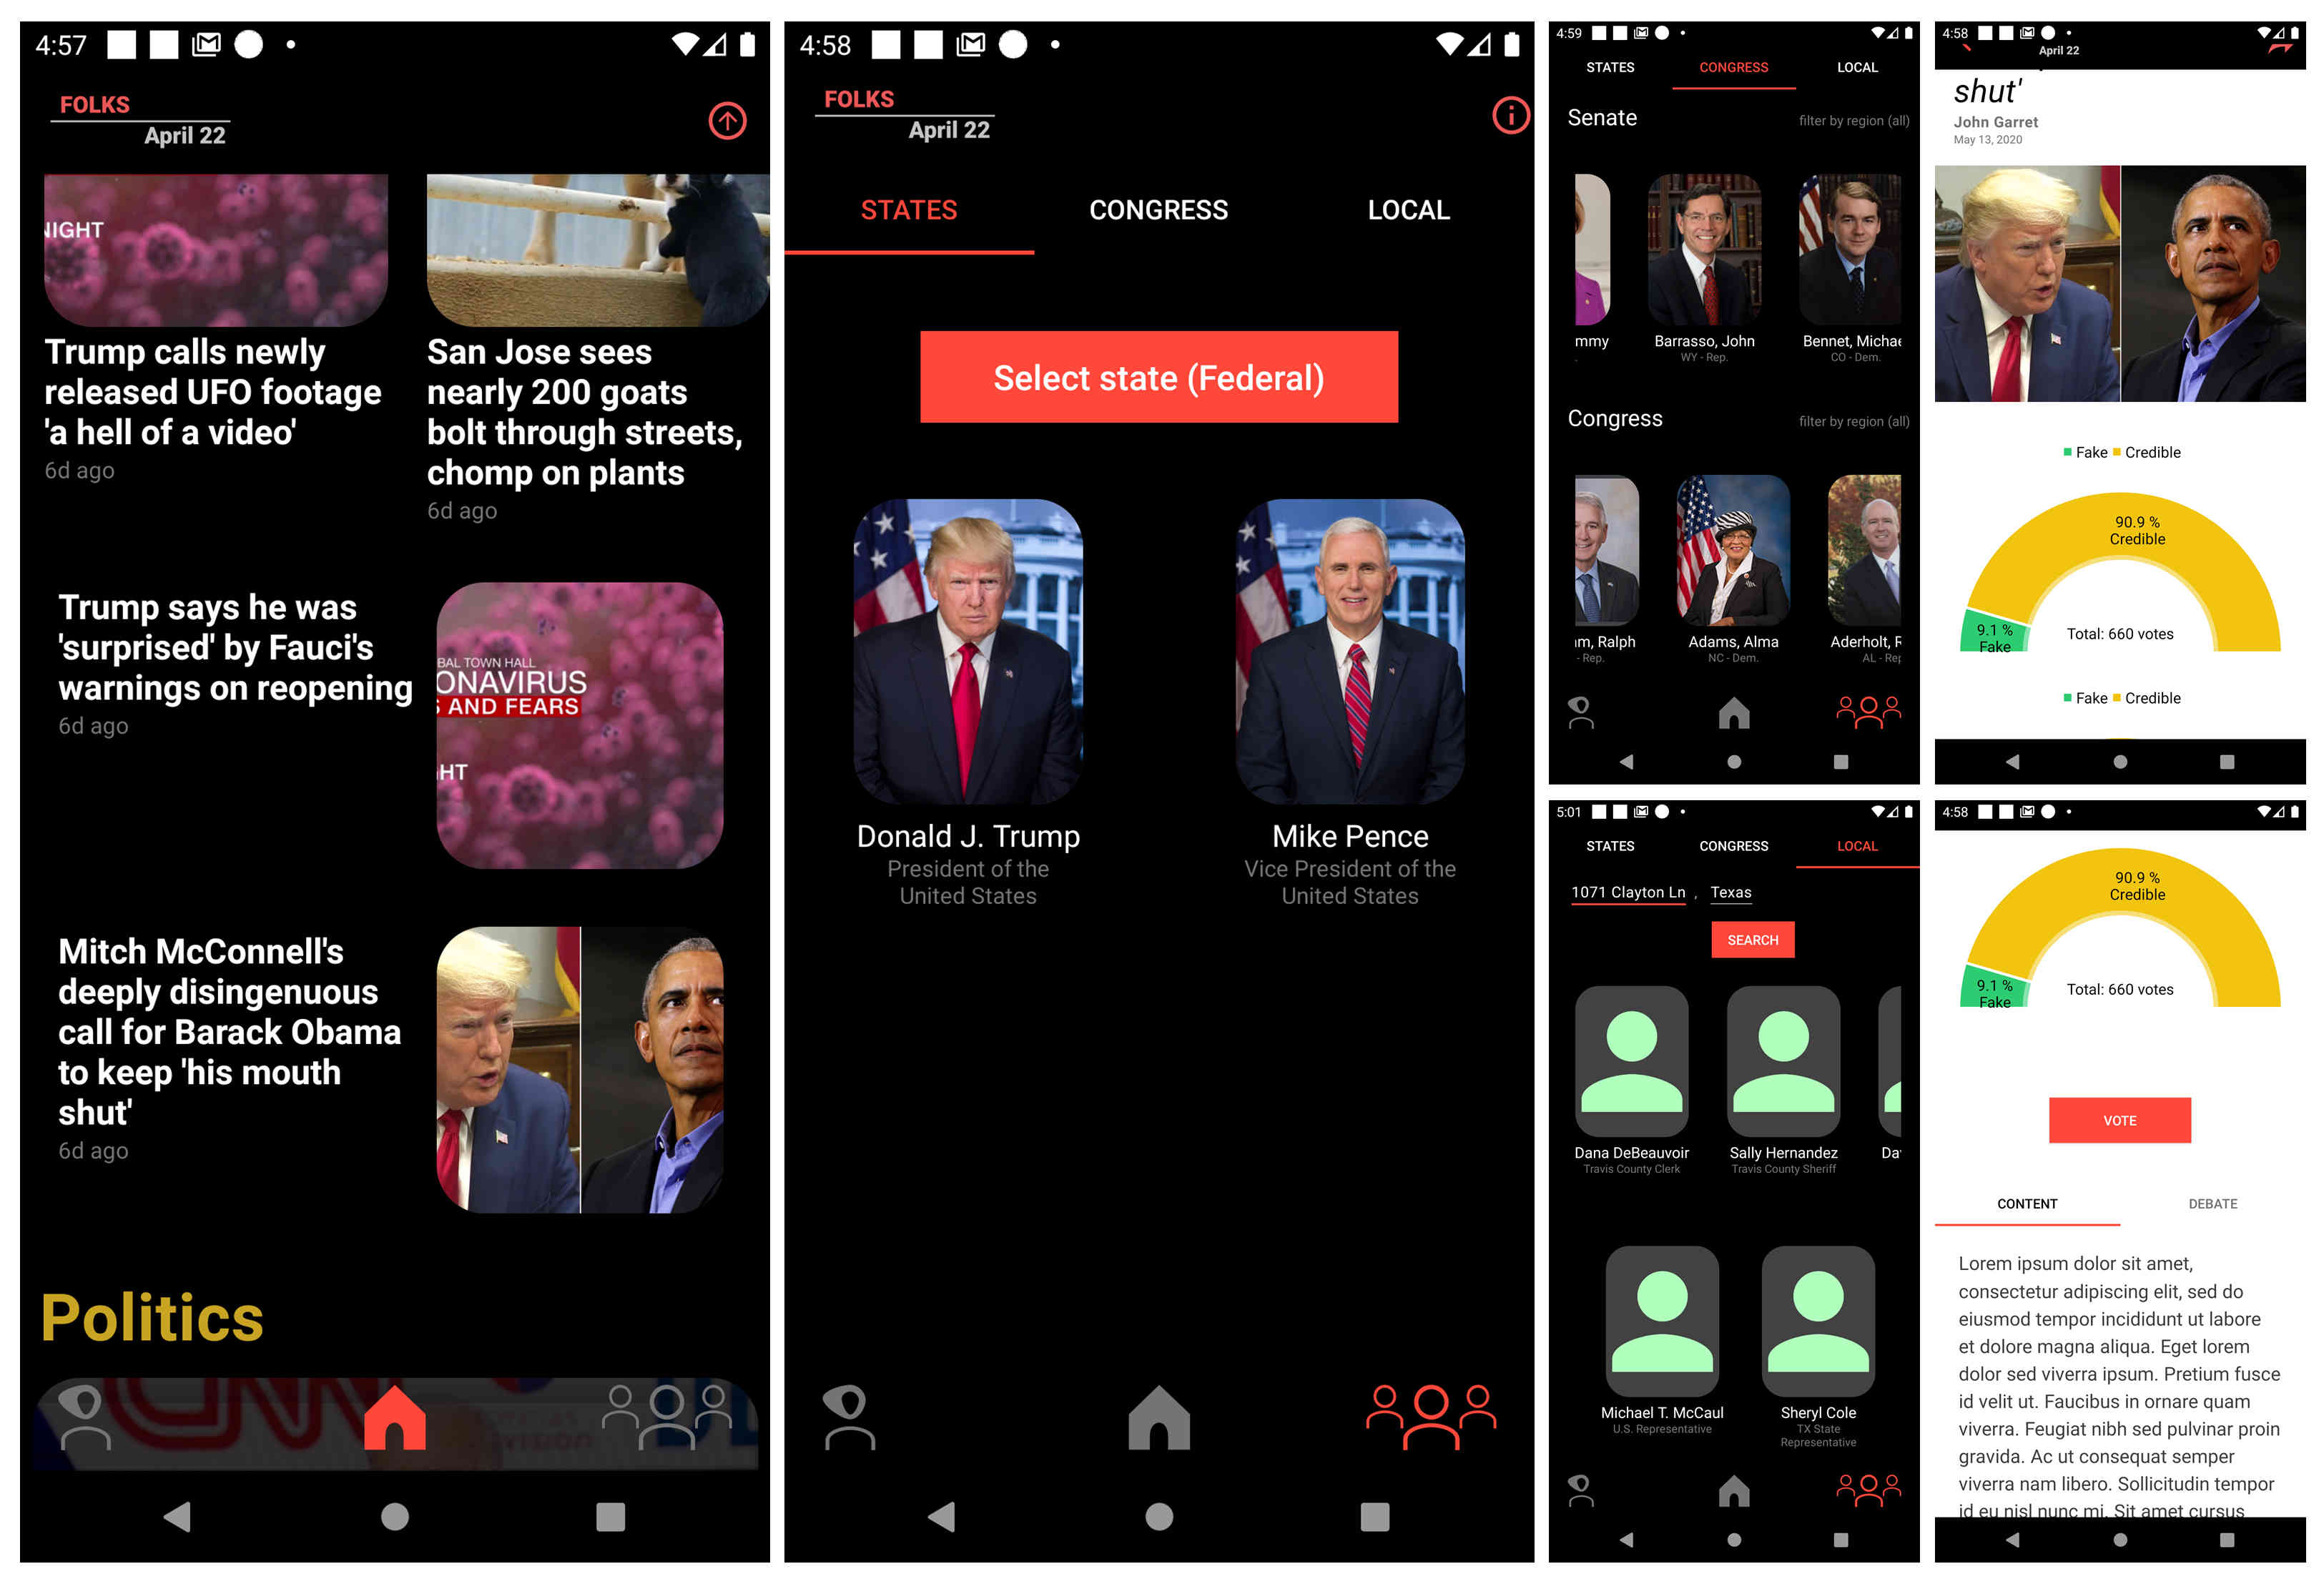 4:57
FOLKS
April 22
NIGHT
Trump calls newly
released UFO footage
'a hell of a video'
6d ago
San Jose sees
nearly 200 goats
bolt through streets,
chomp on plants
6d ago
Trump says he was
'surprised' by Fauci's
warnings on reopening
6d ago
BAL TOWN HALL
ONAVIRUS
S AND FEARS
HT
Mitch McConnell's
deeply disingenuous
call for Barack Obama
to keep 'his mouth
shut'
6d ago
Politics
CNN
4:58
FOLKS
April 22
STATES CONGRESS LOCAL
Select state (Federal)
Donald J. Trump
President of the
United States
Mike Pence
Vice President of the
United States
4:59
STATES CONGRESS LOCAL
Senate filter by region (all)
mmy
Barrasso, John
WY - Rep.
Bennet, Michae
CO - Dem.
Congress filter by region (all)
m, Ralph
- Rep.
Adams, Alma
NC - Dem.
Aderholt, R
AL - Rep
4:58
April 22
shut'
John Garret
May 13, 2020
Fake Credible
90.9 %
Credible
9.1 %
Fake
Total: 660 votes
Fake Credible
5:01
STATES CONGRESS LOCAL
1071 Clayton Ln , Texas
SEARCH
Dana DeBeauvoir
Travis County Clerk
Sally Hernandez
Travis County Sheriff
Da
Michael T. McCaul
U.S. Representative
Sheryl Cole
TX State
Representative
4:58
90.9 %
Credible
9.1 %
Fake
Total: 660 votes
VOTE
CONTENT DEBATE
Lorem ipsum dolor sit amet,
consectetur adipiscing elit, sed do
eiusmod tempor incididunt ut labore
et dolore magna aliqua. Eget lorem
dolor sed viverra ipsum. Pretium fusce
id velit ut. Faucibus in ornare quam
viverra. Feugiat nibh sed pulvinar proin
gravida. Ac ut consequat semper
viverra nam libero. Sollicitudin tempor
id eu nisl nunc mi. Sit amet cursus